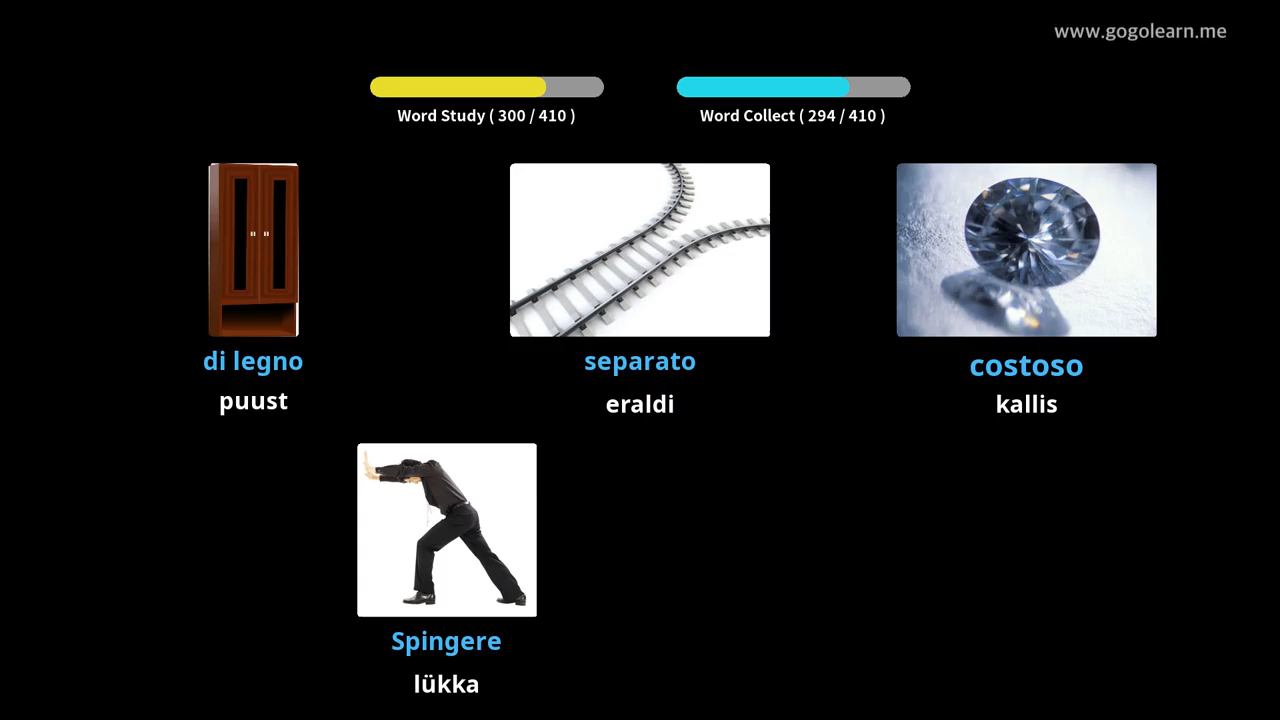 www.gogolearn.me
Word Study ( 300 / 410 )
Word Collect ( 294 / 410 )
di legno
puust
separato
eraldi
costoso
kallis
Spingere
lükka